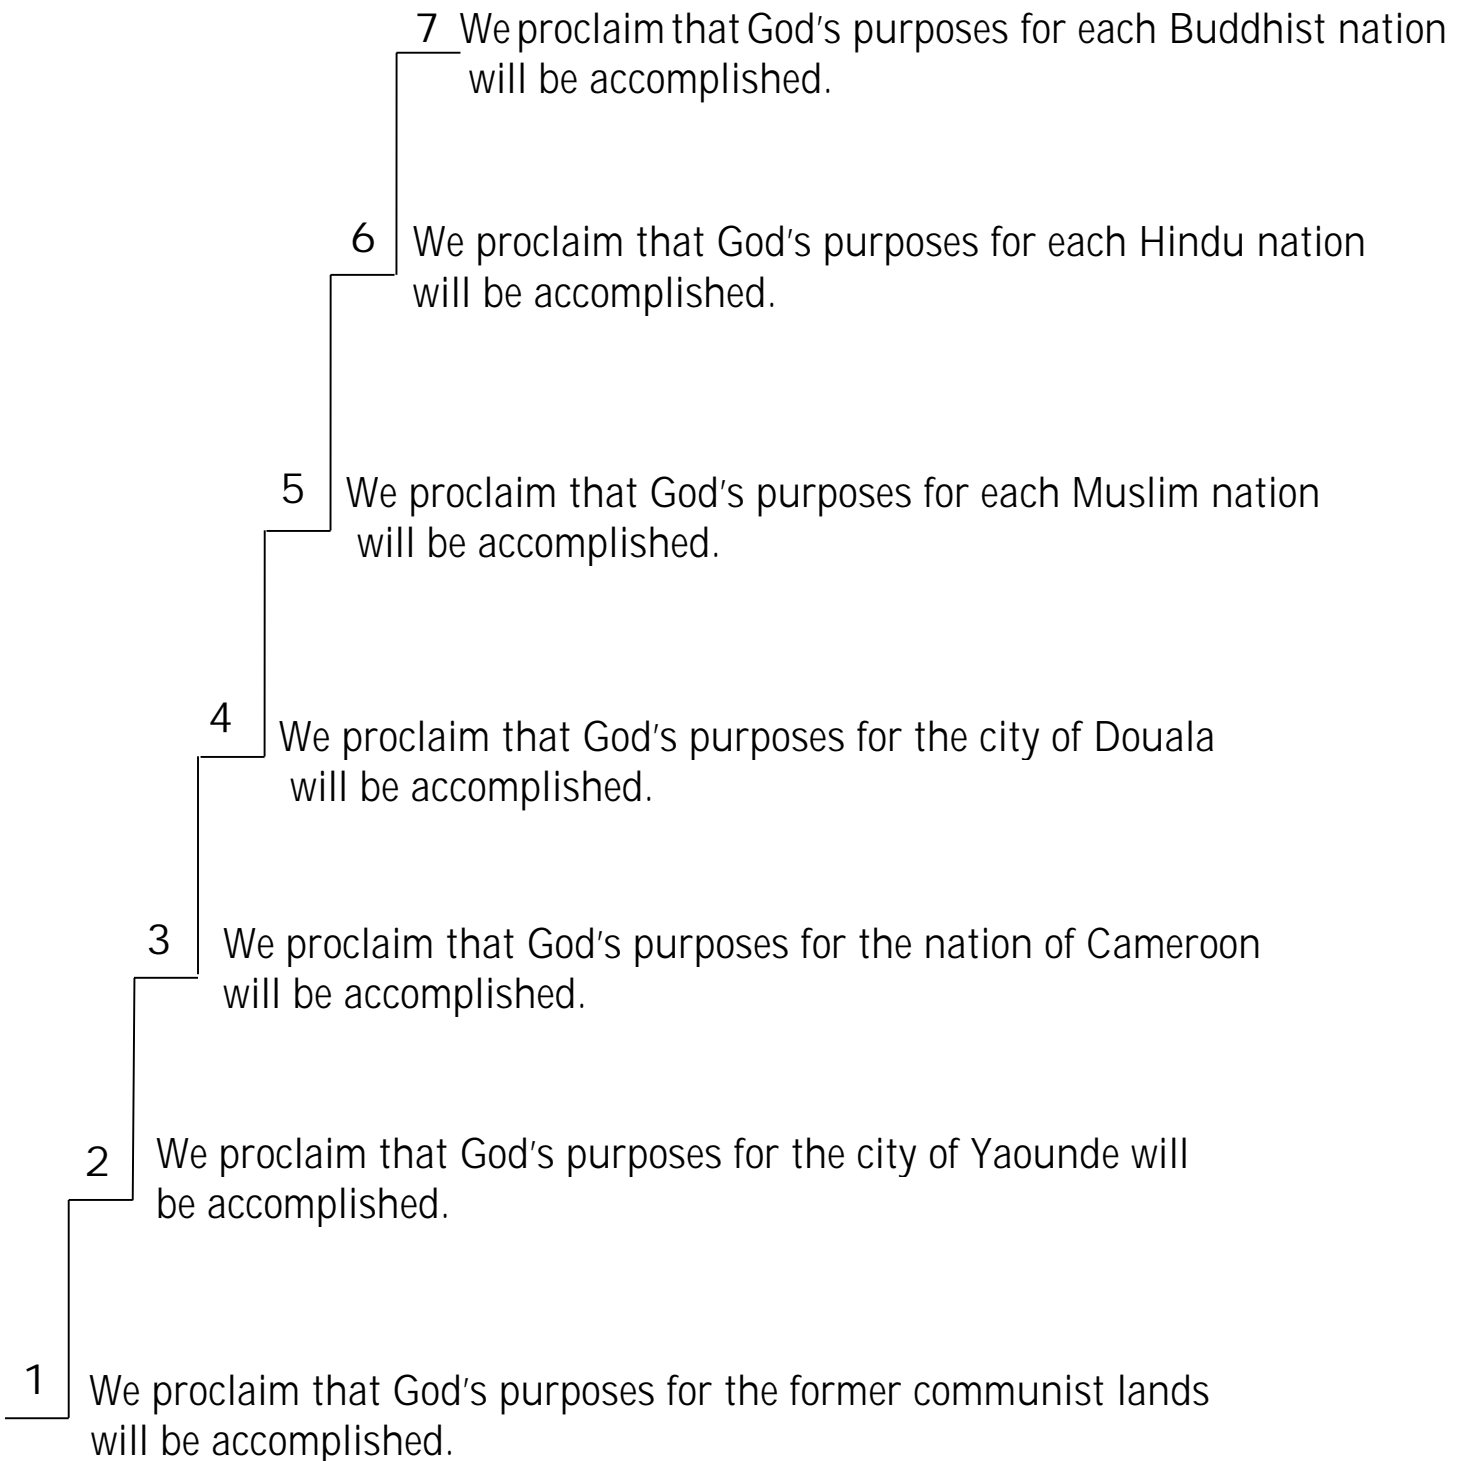 7 We proclaim that God's purposes for each Buddhist nation
will be accomplished.
6 We proclaim that God's purposes for each Hindu nation
will be accomplished.
5 We proclaim that God's purposes for each Muslim nation
will be accomplished.
4 We proclaim that God's purposes for the city of Douala
will be accomplished.
3 We proclaim that God's purposes for the nation of Cameroon
will be accomplished.
2 We proclaim that God's purposes for the city of Yaounde will
be accomplished.
1 We proclaim that God's purposes for the former communist lands
will be accomplished.